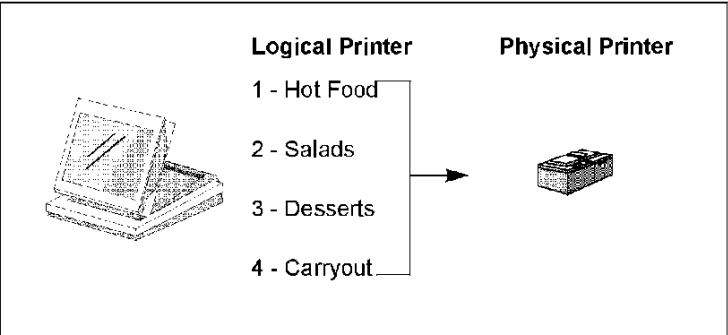 Logical Printer Physical Printer
1 - Hot Food
2 - Salads
3 - Desserts
4 - Carryout